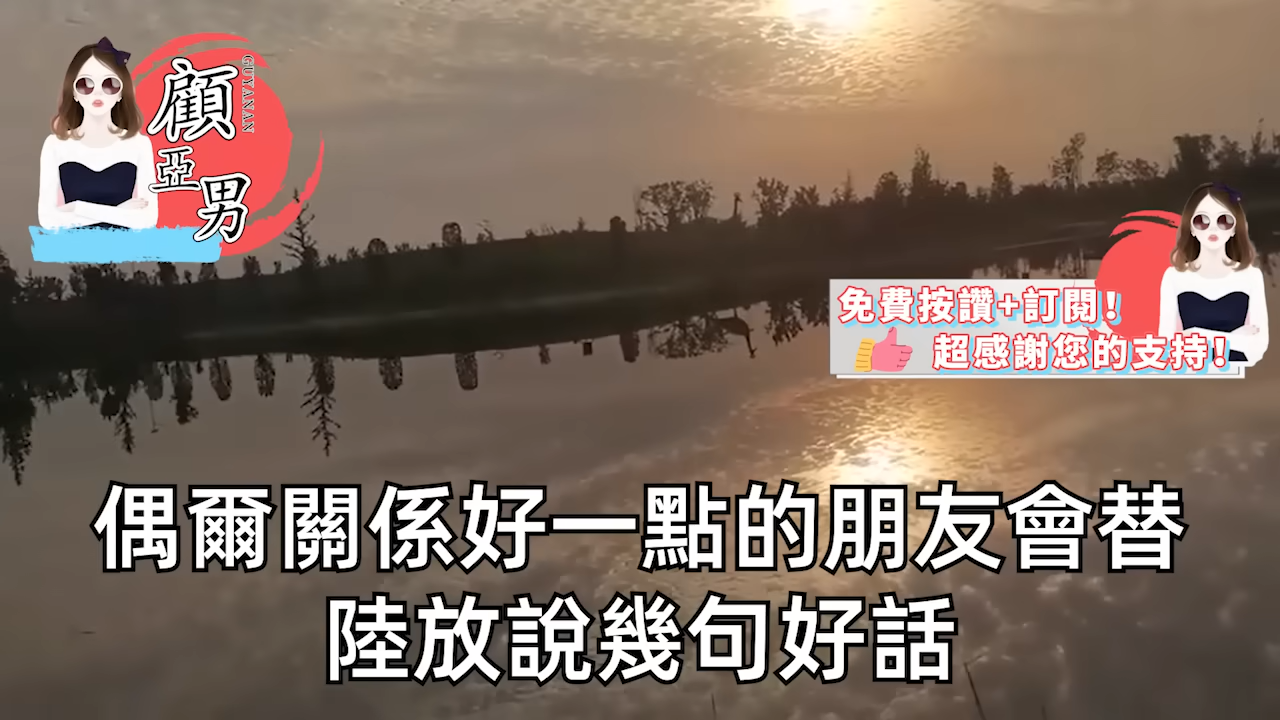 顧亞男
GUYANAN
免費按讚+訂閱!
超感謝您的支持!
偶爾關係好一點的朋友會替
陸放說幾句好話